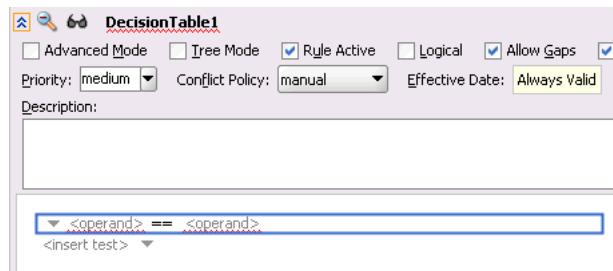 DecisionTable1
Advanced Mode Tree Mode Rule Active Logical Allow Gaps
Priority: medium Conflict Policy: manual Effective Date: Always Valid
Description:
<operand> == <operand>
<insert test>